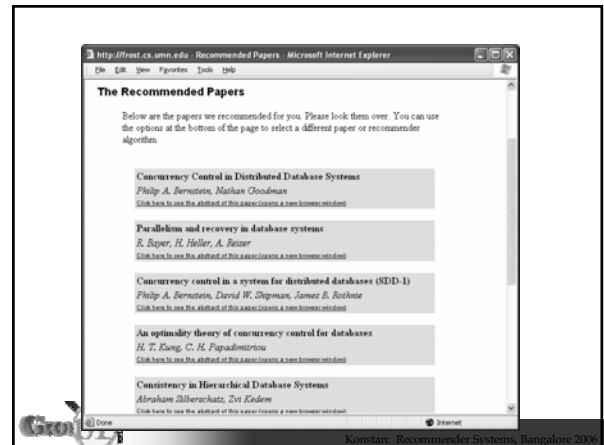 http://frost.cs.umn.edu - Recommended Papers - Microsoft Internet Explorer
File Edit View Favorites Tools Help
The Recommended Papers
Below are the papers we recommended for you. Please look them over. You can use
the options at the bottom of the page to select a different paper or recommender
algorithm.
Concurrency Control in Distributed Database Systems
Philip A. Bernstein, Nathan Goodman
Click here to see the abstract of this paper (opens a new browser window)
Parallelism and recovery in database systems
R. Bayer, H. Heller, A. Reiser
Click here to see the abstract of this paper (opens a new browser window)
Concurrency control in a system for distributed databases (SDD-1)
Philip A. Bernstein, David W. Shipman, James B. Rothnie
Click here to see the abstract of this paper (opens a new browser window)
An optimality theory of concurrency control for databases
H. T. Kung, C. H. Papadimitriou
Click here to see the abstract of this paper (opens a new browser window)
Consistency in Hierarchical Database Systems
Abraham Silberschatz, Zvi Kedem
Click here to see the abstract of this paper (opens a new browser window)
Done Internet
Konstan: Recommender Systems, Bangalore 2006